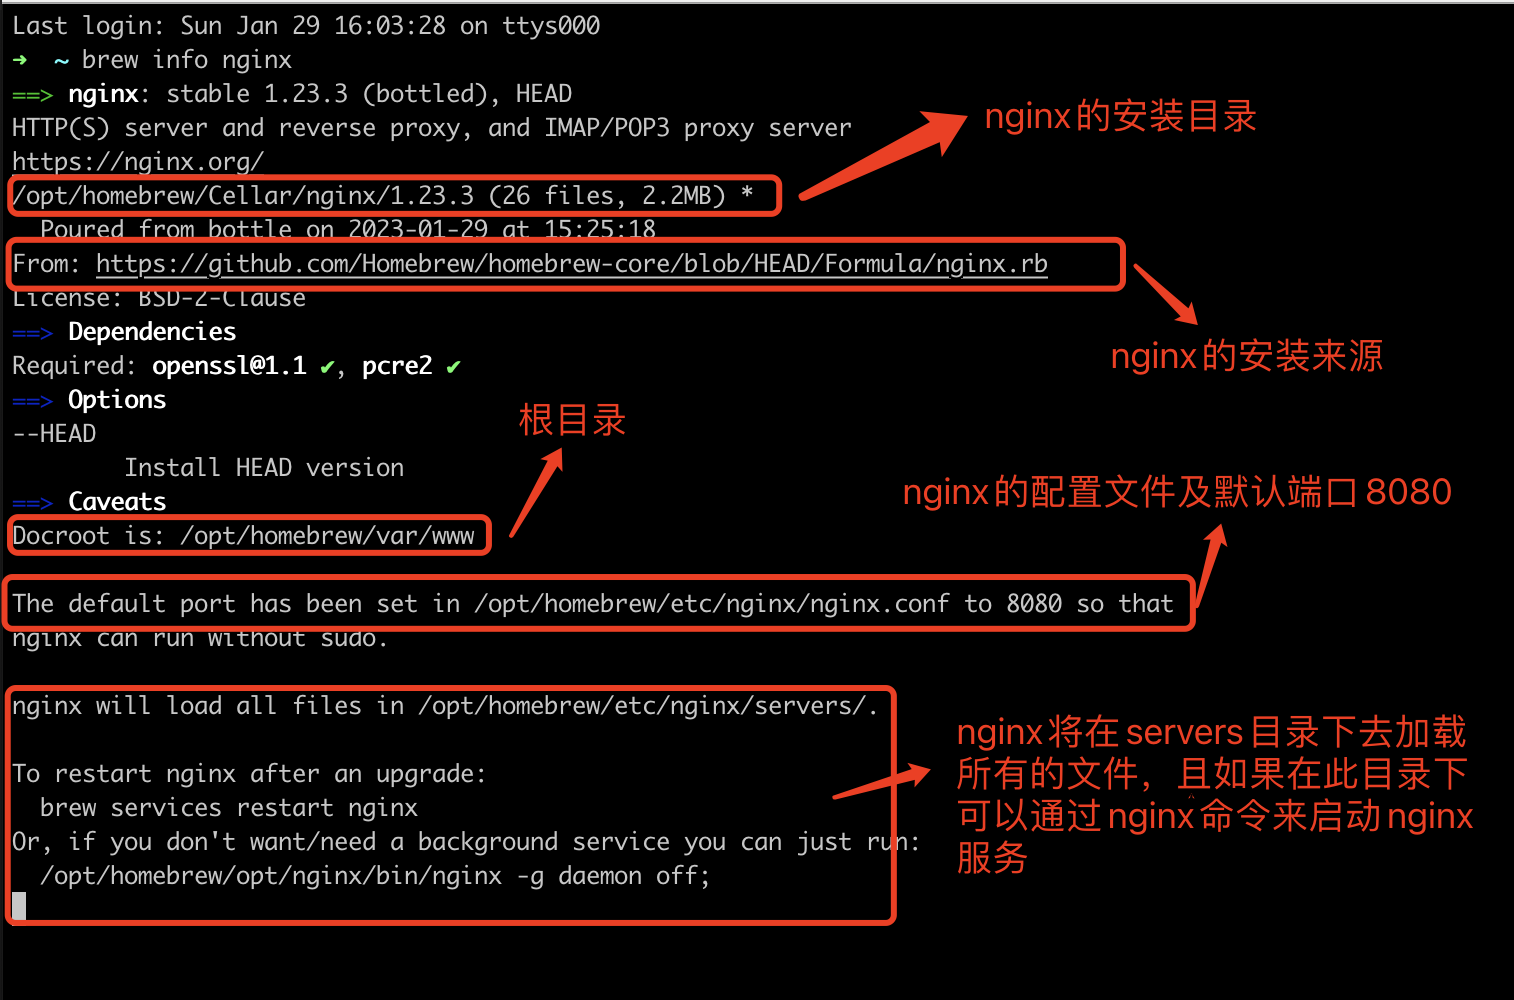 Last login: Sun Jan 29 16:03:28 on ttys000
➜  ~ brew info nginx
==> nginx: stable 1.23.3 (bottled), HEAD
HTTP(S) server and reverse proxy, and IMAP/POP3 proxy server
nginx的安装目录
https://nginx.org/
/opt/homebrew/Cellar/nginx/1.23.3 (26 files, 2.2MB) *
  Poured from bottle on 2023-01-29 at 15:25:18
From: https://github.com/Homebrew/homebrew-core/blob/HEAD/Formula/nginx.rb
License: BSD-2-Clause
==> Dependencies
nginx的安装来源
Required: openssl@1.1 ✔, pcre2 ✔
==> Options
根目录
--HEAD
        Install HEAD version
nginx的配置文件及默认端口8080
==> Caveats
Docroot is: /opt/homebrew/var/www
The default port has been set in /opt/homebrew/etc/nginx/nginx.conf to 8080 so that
nginx can run without sudo.
nginx will load all files in /opt/homebrew/etc/nginx/servers/.
To restart nginx after an upgrade:
  brew services restart nginx
Or, if you don't want/need a background service you can just run:
  /opt/homebrew/opt/nginx/bin/nginx -g daemon off;
nginx将在servers目录下去加载
所有的文件，且如果在此目录下
可以通过nginx命令来启动nginx
服务